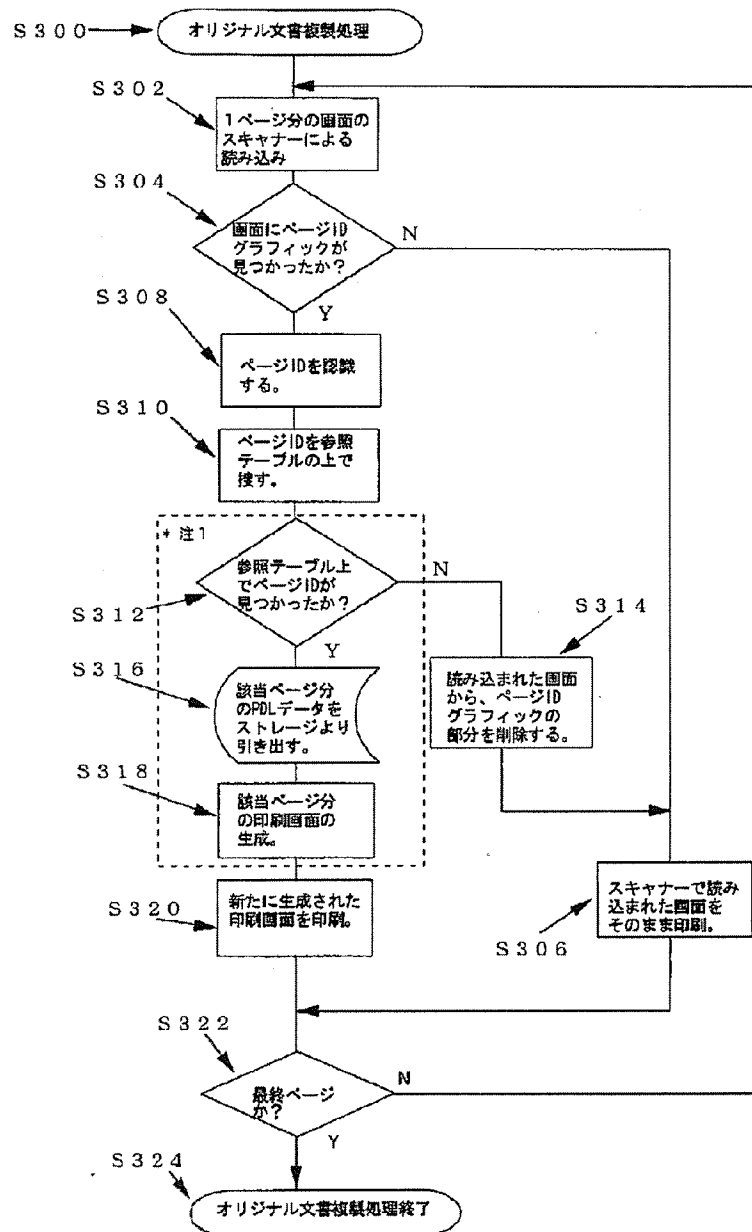 S300
オリジナル文書複製処理
S302
1ページ分の画面の
スキャナーによる
読み込み
S304
画面にページID
グラフィックが
見つかったか?
N
Y
S308
ページIDを認識
する。
S310
ページIDを参照
テーブルの上で
捜す。
* 注1
参照テーブル上
でページIDが
見つかったか?
N
S312
Y
S314
読み込まれた画面
から、ページID
グラフィックの
部分を削除する。
S316
該当ページ分
のPDLデータを
ストレージより
引き出す。
S318
該当ページ分
の印刷画面の
生成。
S320
新たに生成された
印刷画面を印刷。
スキャナーで読み
込まれた画面を
そのまま印刷。
S306
S322
最終ページ
か?
N
Y
S324
オリジナル文書複製処理終了